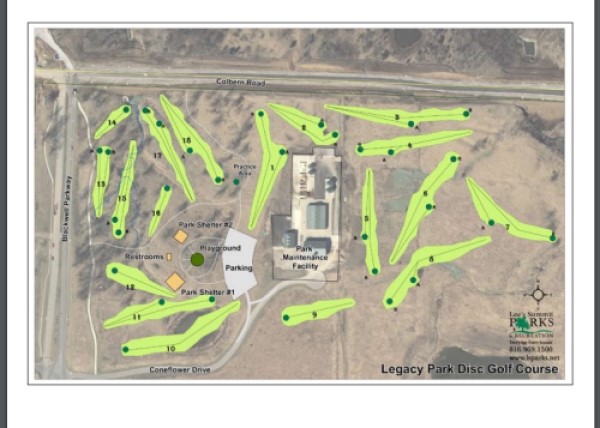 Colbern Road
14
17
18
2
3
4
1
Practice
Area
13
15
16
5
6
7
Blackwell Parkway
Park Shelter #2
Playground
Restrooms
Parking
Park
Maintenance
Facility
8
12
Park Shelter #1
11
10
9
Coneflower Drive
Lee's Summit
PARKS
& RECREATION
816.969.1500
www.lsparks.net
Legacy Park Disc Golf Course